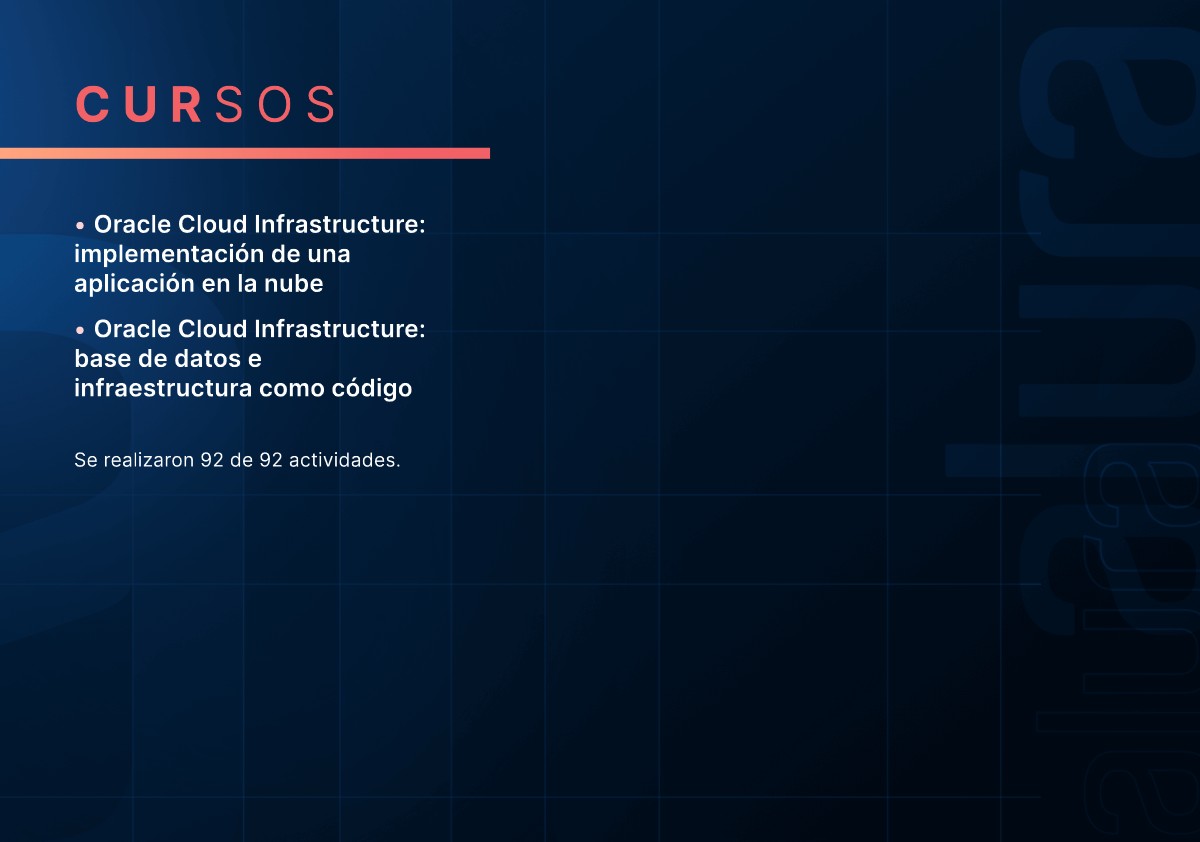 CURSOS
• Oracle Cloud Infrastructure:
implementación de una
aplicación en la nube
• Oracle Cloud Infrastructure:
base de datos e
infraestructura como código
Se realizaron 92 de 92 actividades.
alura
alura